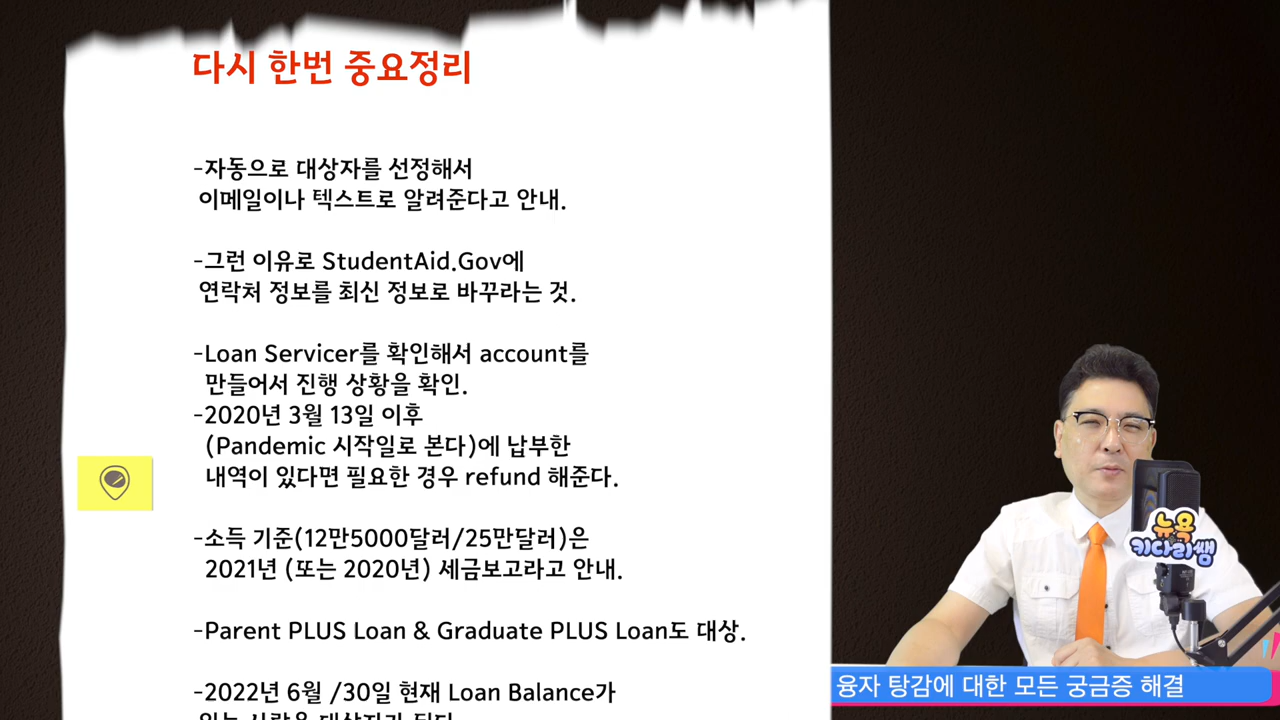 다시 한번 중요정리
-자동으로 대상자를 선정해서
이메일이나 텍스트로 알려준다고 안내.
-그런 이유로 StudentAid.Gov에
연락처 정보를 최신 정보로 바꾸라는 것.
-Loan Servicer를 확인해서 account를
만들어서 진행 상황을 확인.
-2020년 3월 13일 이후
(Pandemic 시작일로 본다)에 납부한
내역이 있다면 필요한 경우 refund 해준다.
-소득 기준(12만5000달러/25만달러)은
2021년 (또는 2020년) 세금보고라고 안내.
-Parent PLUS Loan & Graduate PLUS Loan도 대상.
-2022년 6월 /30일 현재 Loan Balance가
뉴욕
키다리쌤
융자 탕감에 대한 모든 궁금증 해결